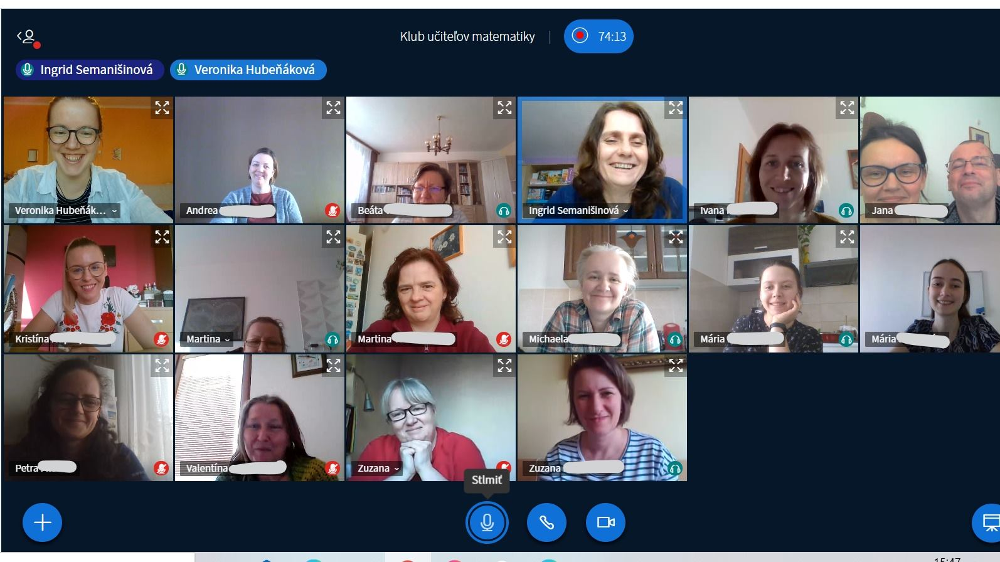 Klub učiteľov matematiky
74:13
Ingrid Semanišinová
Veronika Hubeňáková
Veronika Hubeňák...
Andrea
Beáta
Ingrid Semanišinová
Ivana
Jana
Kristína
Martina
Martina
Michaela
Mária
Mária
Petra
Valentína
Zuzana
Zuzana
Stlmiť
15:47